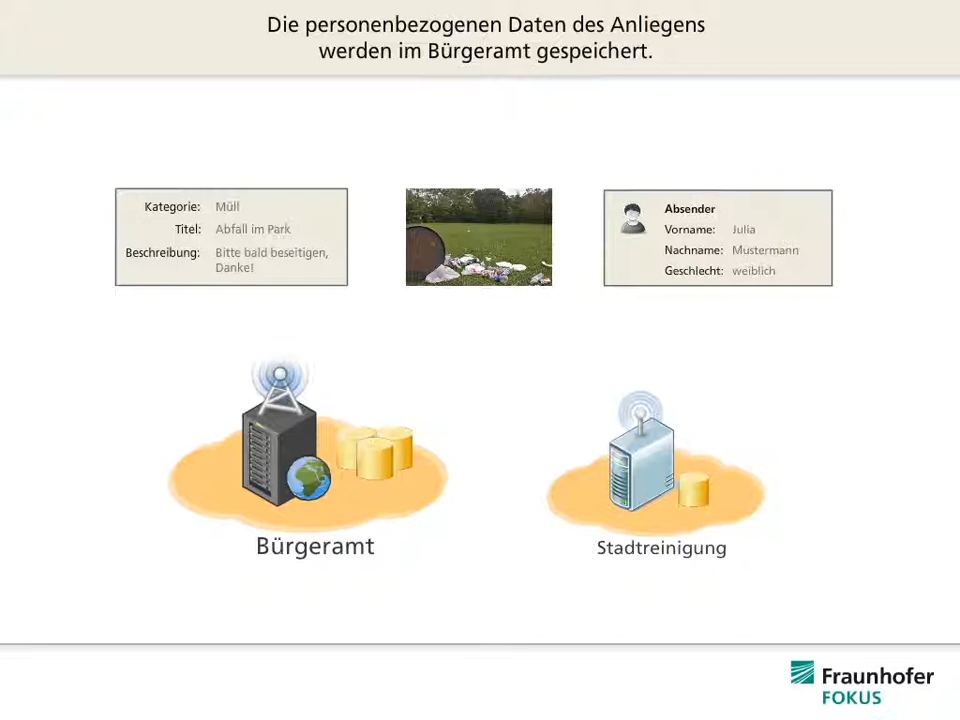 Die personenbezogenen Daten des Anliegens
werden im Bürgeramt gespeichert.
Kategorie: Müll
Titel: Abfall im Park
Beschreibung: Bitte bald beseitigen,
Danke!
Absender
Vorname: Julia
Nachname: Mustermann
Geschlecht: weiblich
Bürgeramt
Stadtreinigung
Fraunhofer
FOKUS